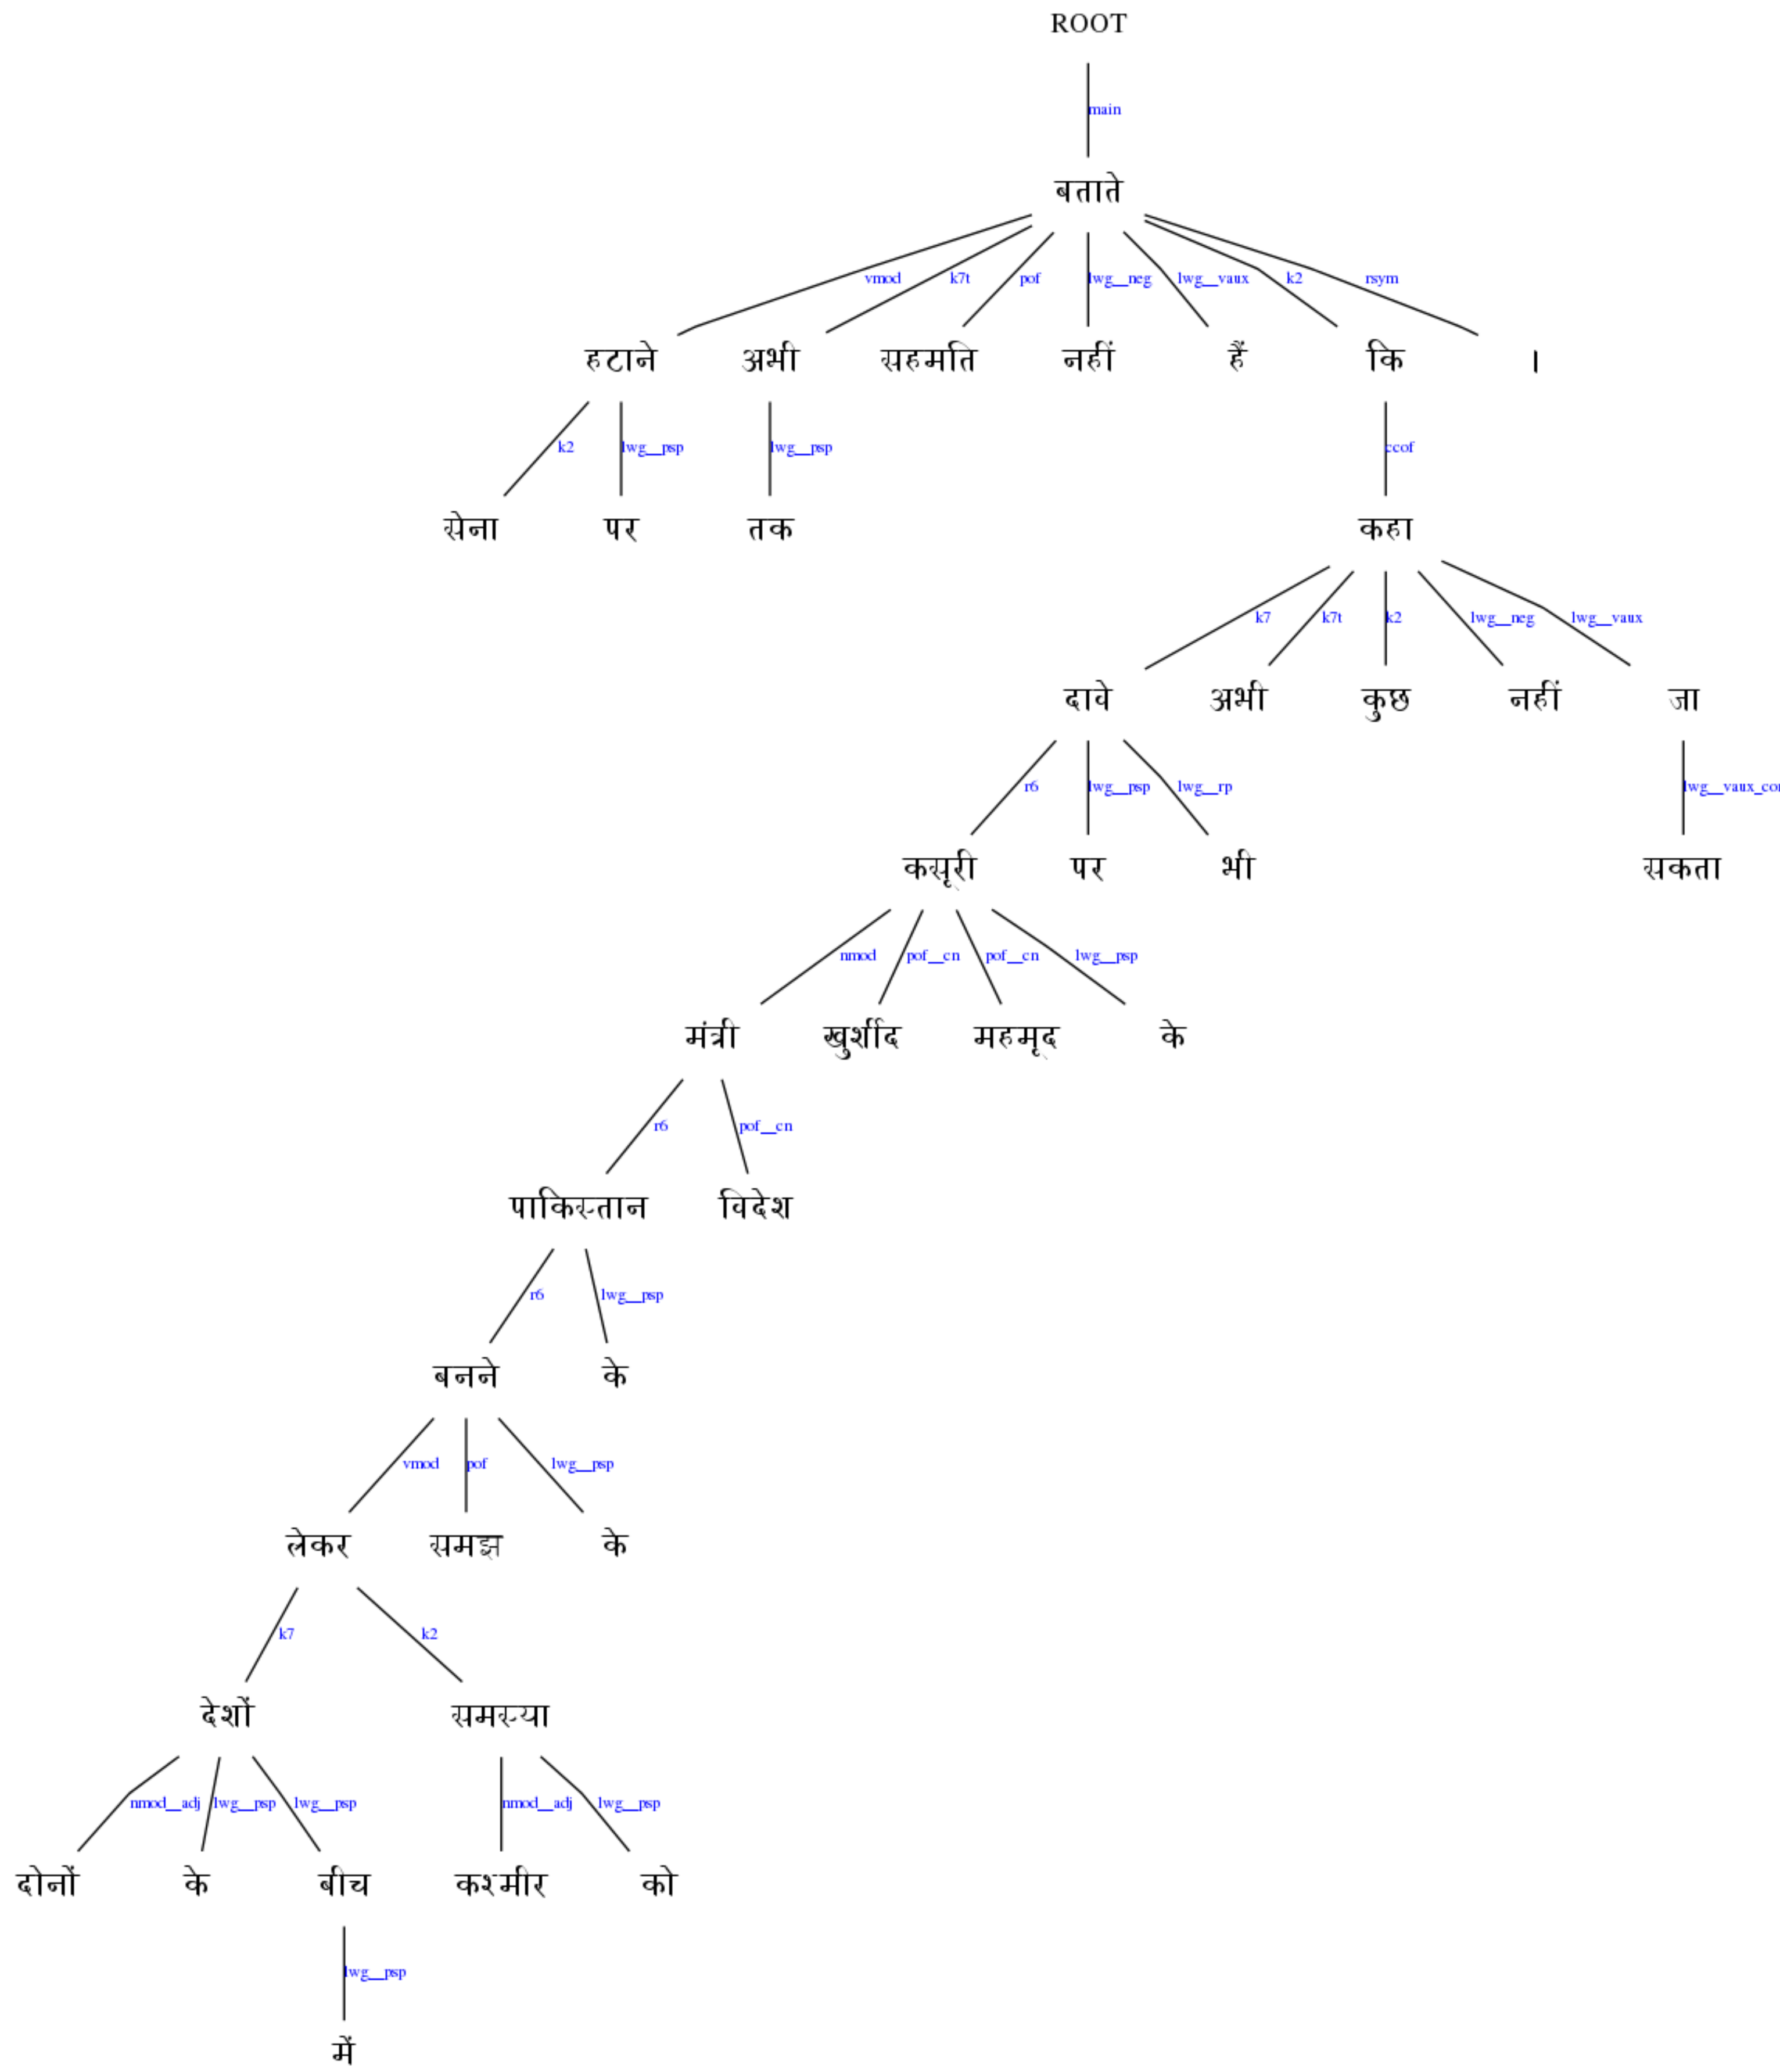 ROOT
main
बताते
vmod k7t pof lwg__neg lwg__vaux k2 rsym
हटाने अभी सहमति नहीं हैं कि ।
k2 lwg__psp lwg__psp ccof
सेना पर तक कहा
k7 k7t k2 lwg__neg lwg__vaux
दावे अभी कुछ नहीं जा
r6 lwg__psp lwg__rp lwg__vaux_co
कसूरी पर भी सकता
nmod pof__cn pof__cn lwg__psp
मंत्री खुर्शीद महमूद के
r6 pof__cn
पाकिस्तान विदेश
r6 lwg__psp
बनने के
vmod pof lwg__psp
लेकर समझ के
k7 k2
देशों समस्या
nmod__adj lwg__psp lwg__psp nmod__adj lwg__psp
दोनों के बीच कश्मीर को
lwg__psp
में